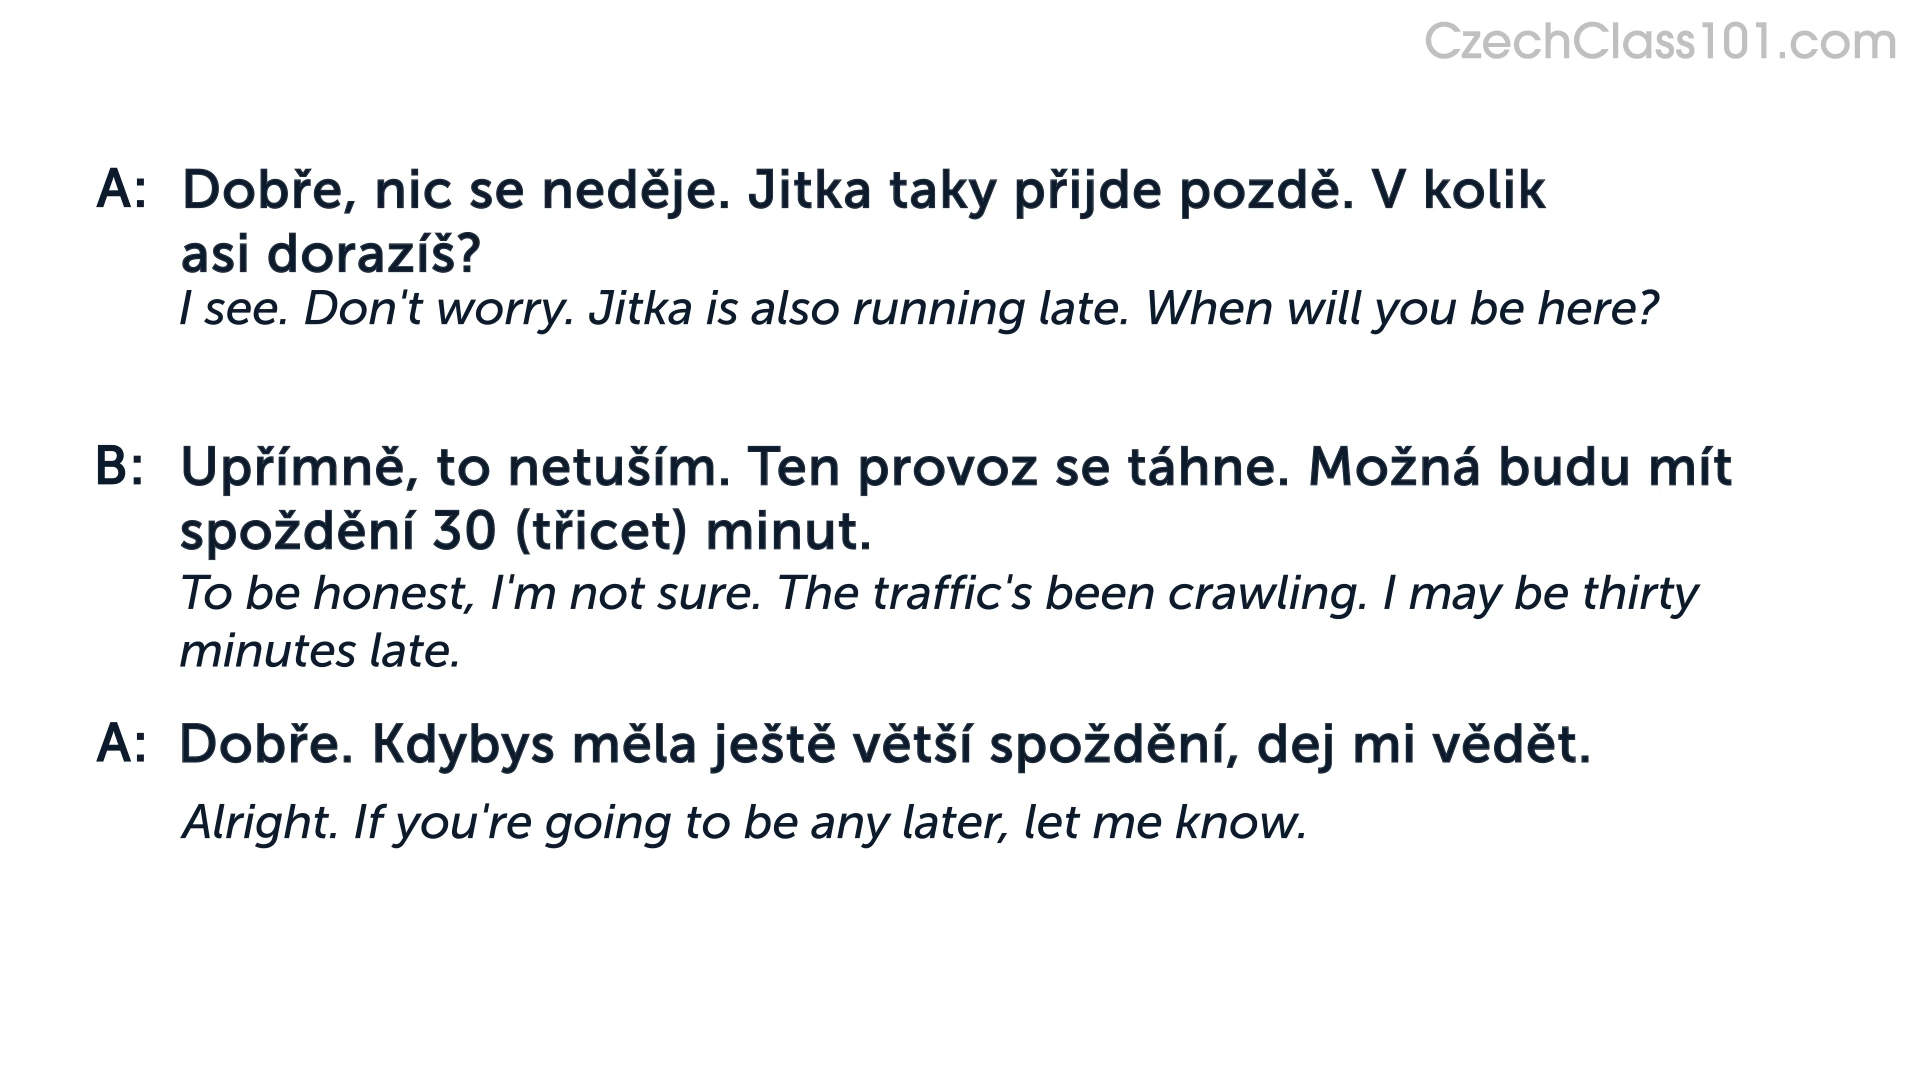 CzechClass101.com
A: Dobře, nic se neděje. Jitka taky přijde pozdě. V kolik
asi dorazíš?
I see. Don't worry. Jitka is also running late. When will you be here?
B: Upřímně, to netuším. Ten provoz se táhne. Možná budu mít
spoždění 30 (třicet) minut.
To be honest, I'm not sure. The traffic's been crawling. I may be thirty
minutes late.
A: Dobře. Kdybys měla ještě větší spoždění, dej mi vědět.
Alright. If you're going to be any later, let me know.